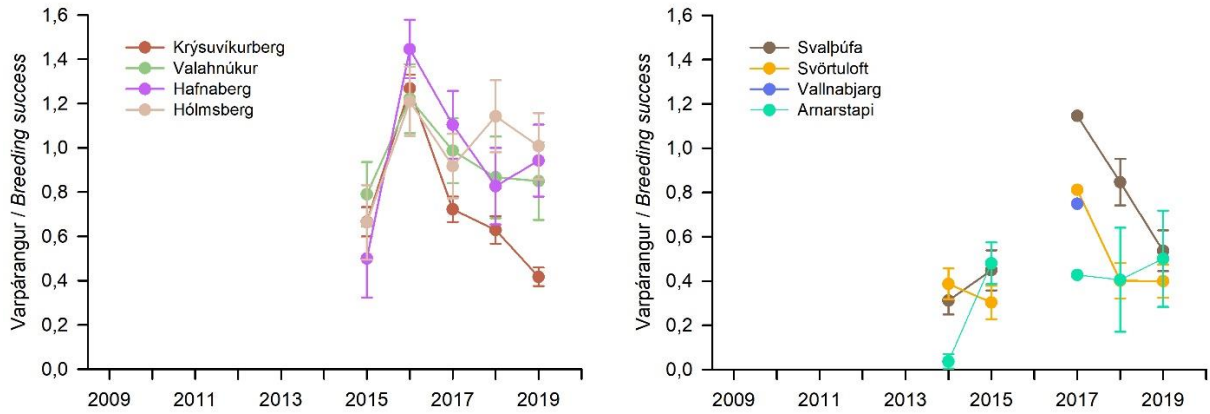 Varpárangur / Breeding success
1,6
1,4
1,2
1,0
0,8
0,6
0,4
0,2
0,0
Krýsuvíkurberg
Valahnúkur
Hafnaberg
Hólmsberg
2009 2011 2013 2015 2017 2019
Varpárangur / Breeding success
1,6
1,4
1,2
1,0
0,8
0,6
0,4
0,2
0,0
Svalþúfa
Svörtuloft
Vallnabjarg
Arnarstapi
2009 2011 2013 2015 2017 2019